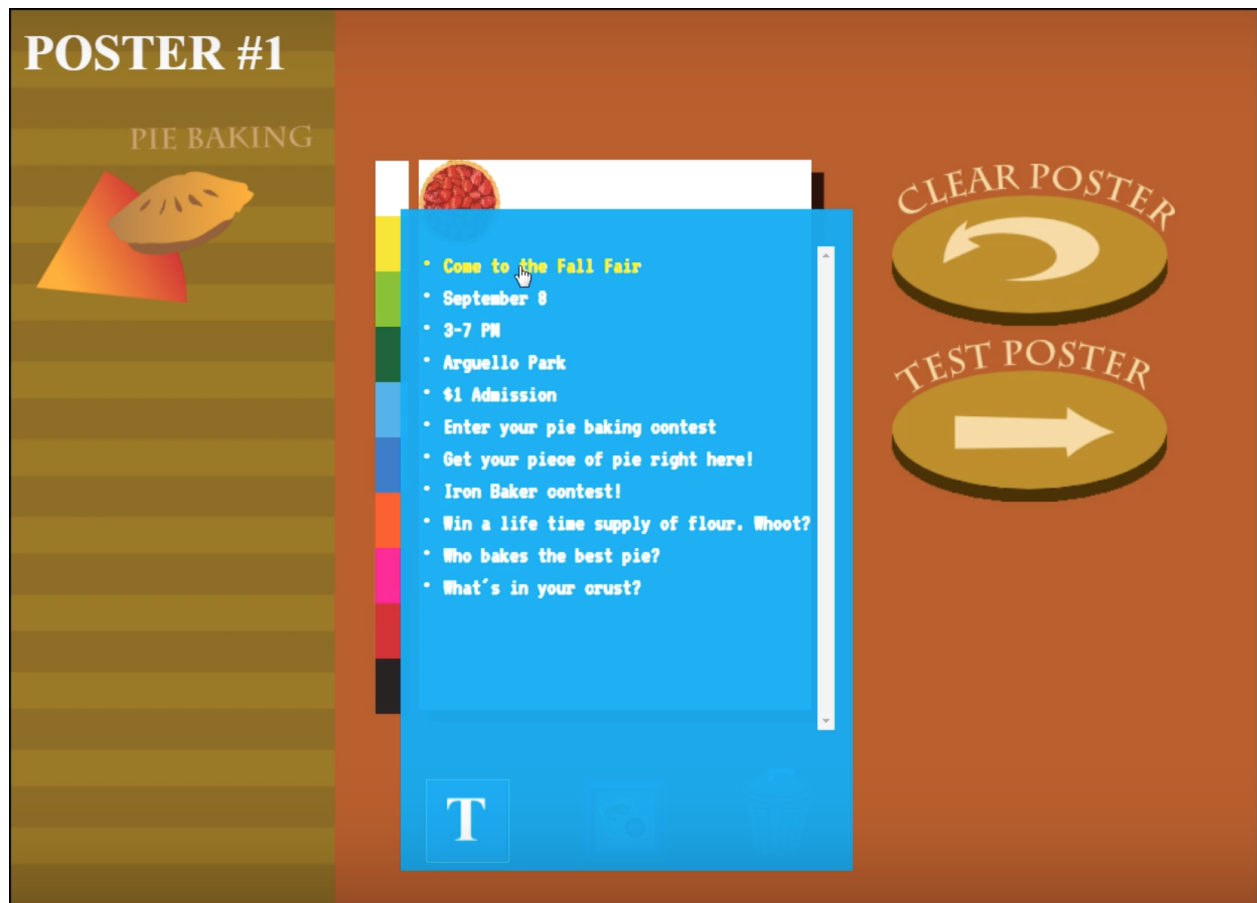 POSTER #1
PIE BAKING
CLEAR POSTER
TEST POSTER
• Come to the Fall Fair
• September 8
• 3-7 PM
• Arguello Park
• $1 Admission
• Enter your pie baking contest
• Get your piece of pie right here!
• Iron Baker contest!
• Win a life time supply of flour. Whoot?
• Who bakes the best pie?
• What's in your crust?
T